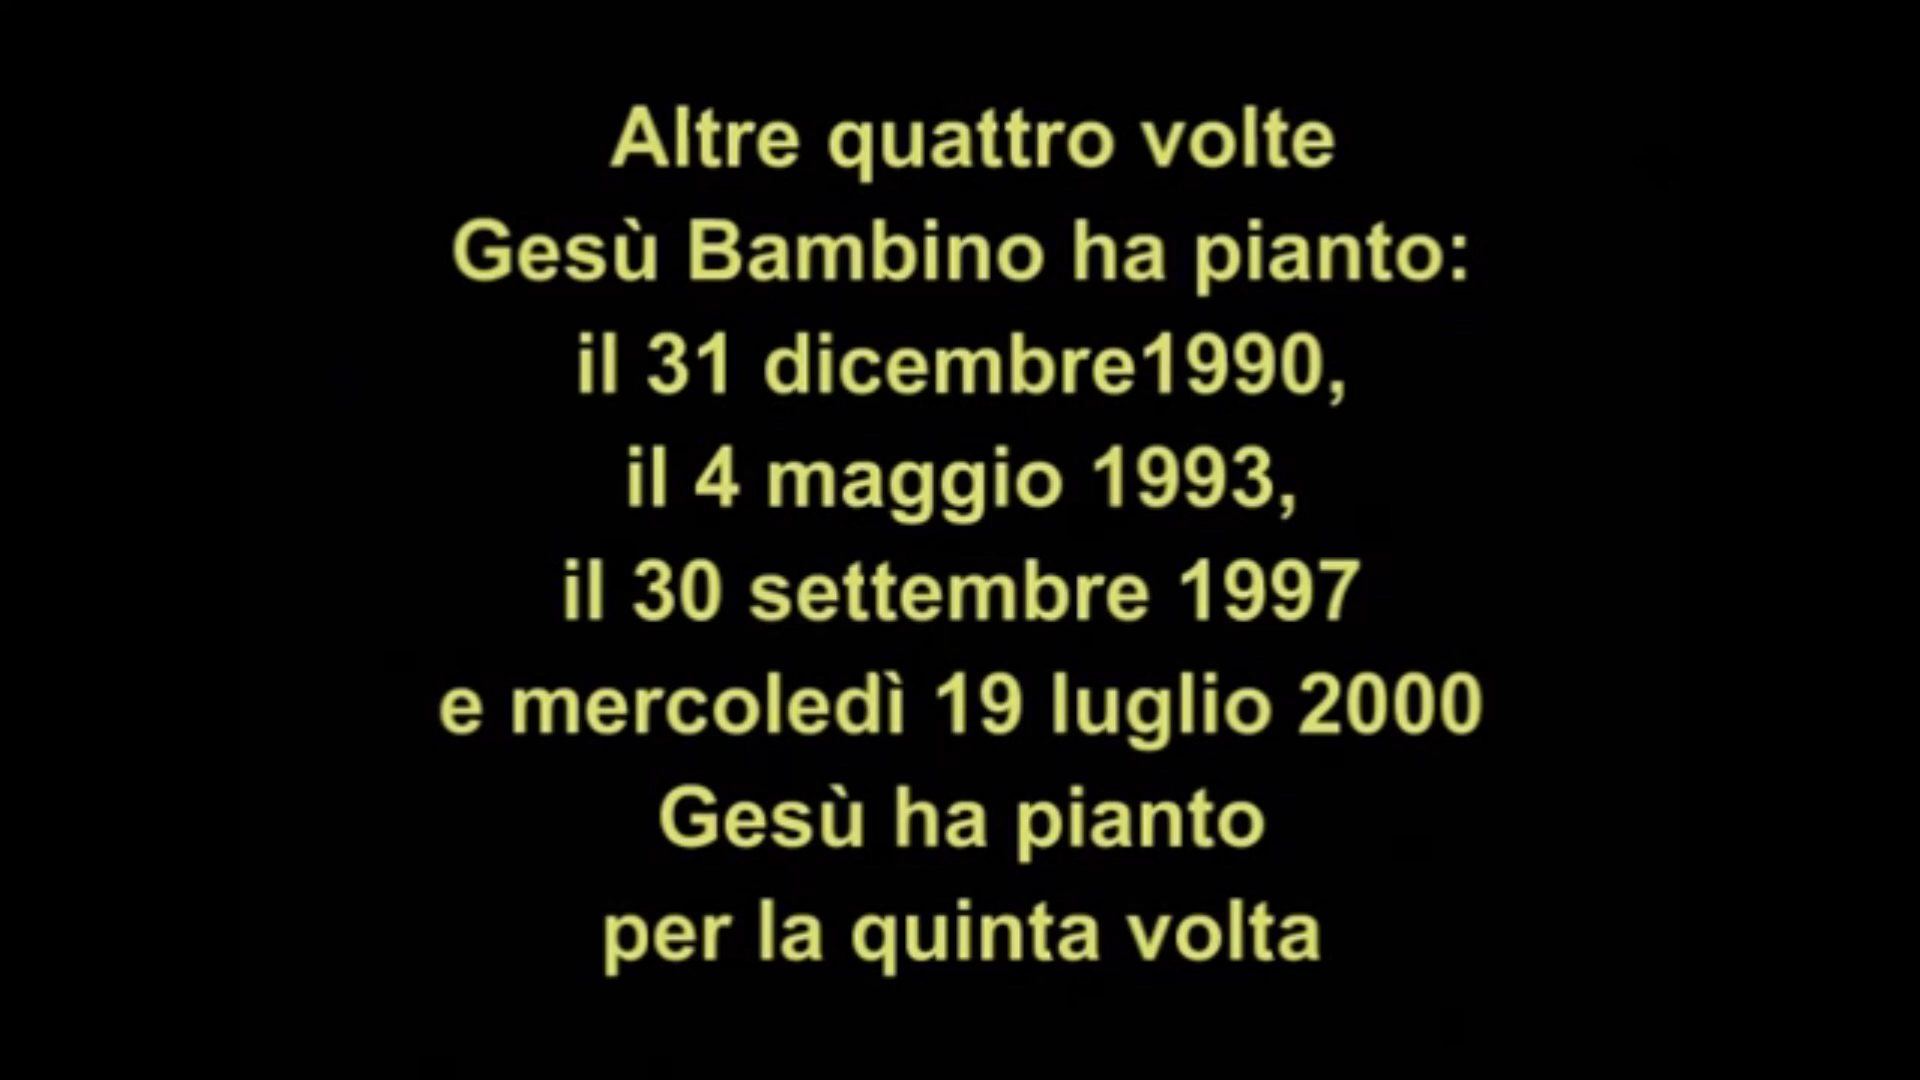 Altre quattro volte
Gesù Bambino ha pianto:
il 31 dicembre1990,
il 4 maggio 1993,
il 30 settembre 1997
e mercoledì 19 luglio 2000
Gesù ha pianto
per la quinta volta